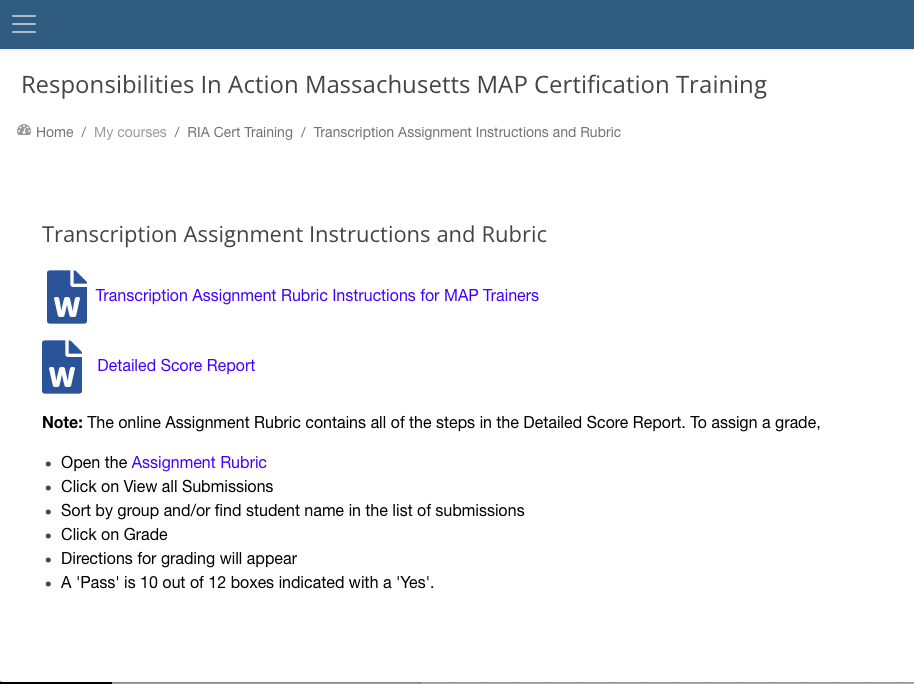 Responsibilities In Action Massachusetts MAP Certification Training
Home / My courses / RIA Cert Training / Transcription Assignment Instructions and Rubric
Transcription Assignment Instructions and Rubric
W Transcription Assignment Rubric Instructions for MAP Trainers
W Detailed Score Report
Note: The online Assignment Rubric contains all of the steps in the Detailed Score Report. To assign a grade,
• Open the Assignment Rubric
• Click on View all Submissions
• Sort by group and/or find student name in the list of submissions
• Click on Grade
• Directions for grading will appear
• A 'Pass' is 10 out of 12 boxes indicated with a 'Yes'.